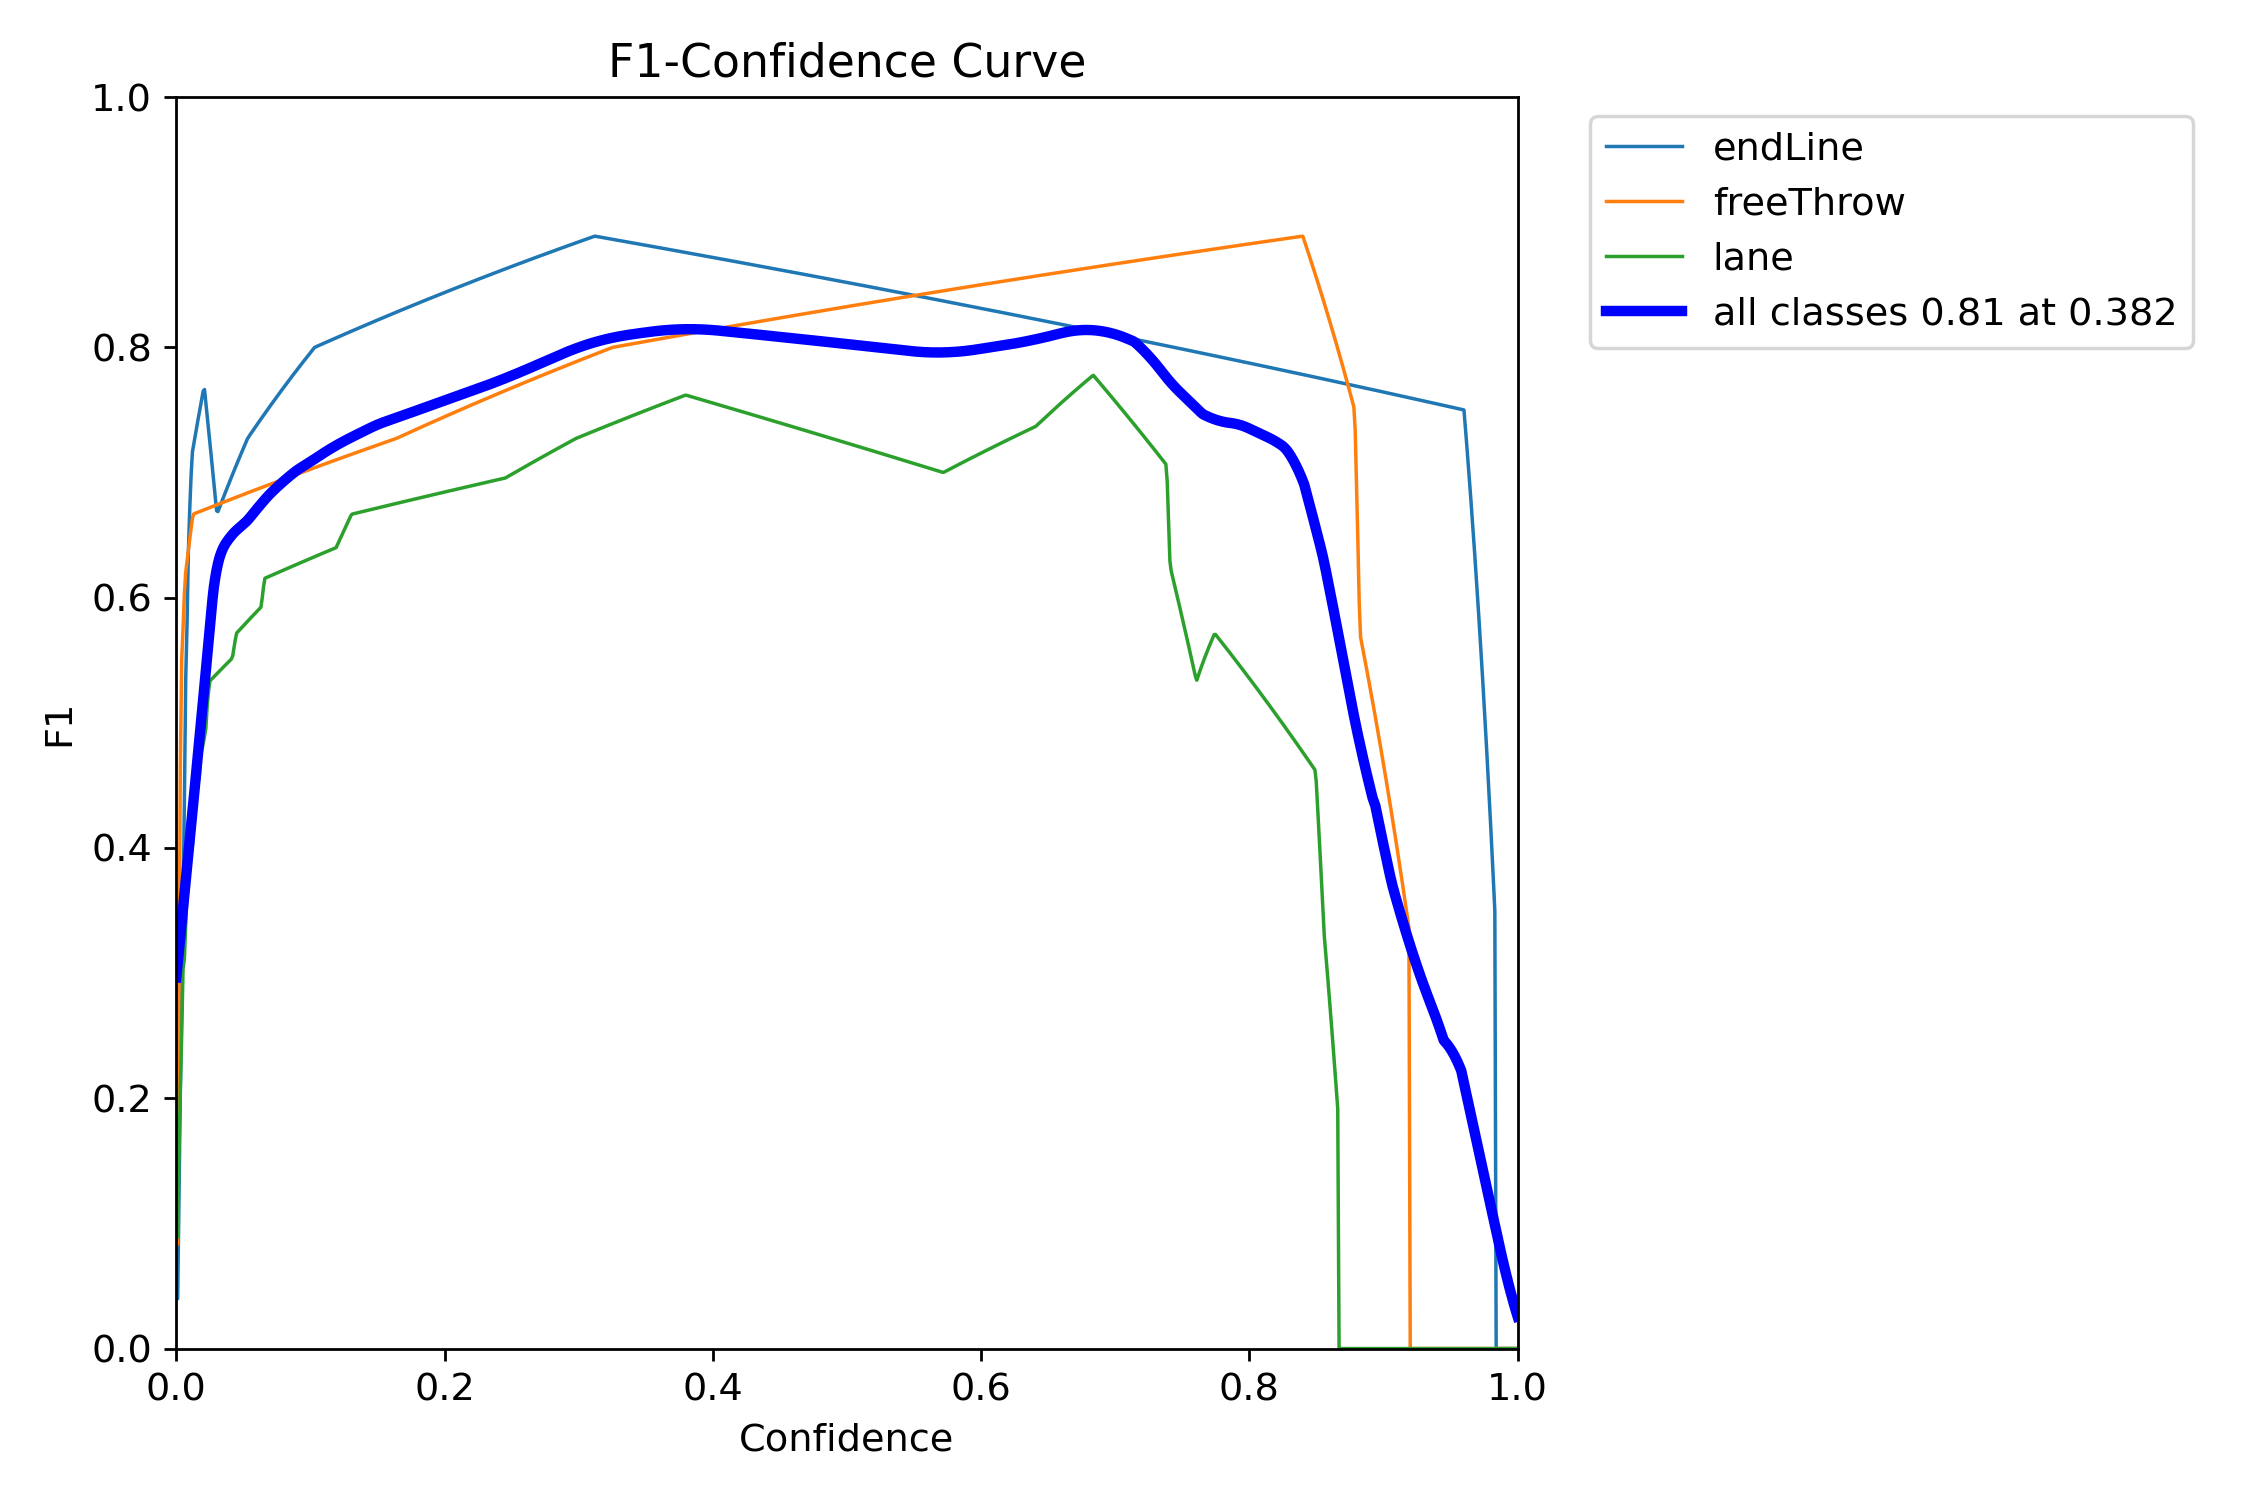 F1-Confidence Curve
1.0
0.8
0.6
0.4
0.2
0.0
F1
0.0 0.2 0.4 0.6 0.8 1.0
Confidence
endLine
freeThrow
lane
all classes 0.81 at 0.382